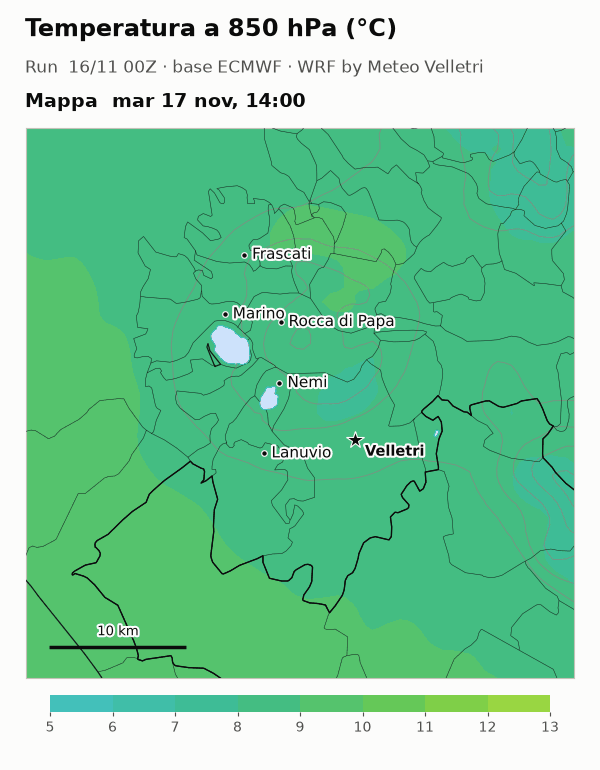 Temperatura a 850 hPa (°C)
Run  16/11 00Z · base ECMWF · WRF by Meteo Velletri
Mappa  mar 17 nov, 14:00
Frascati
Marino
Rocca di Papa
Nemi
Velletri
Lanuvio
10 km
5 6 7 8 9 10 11 12 13